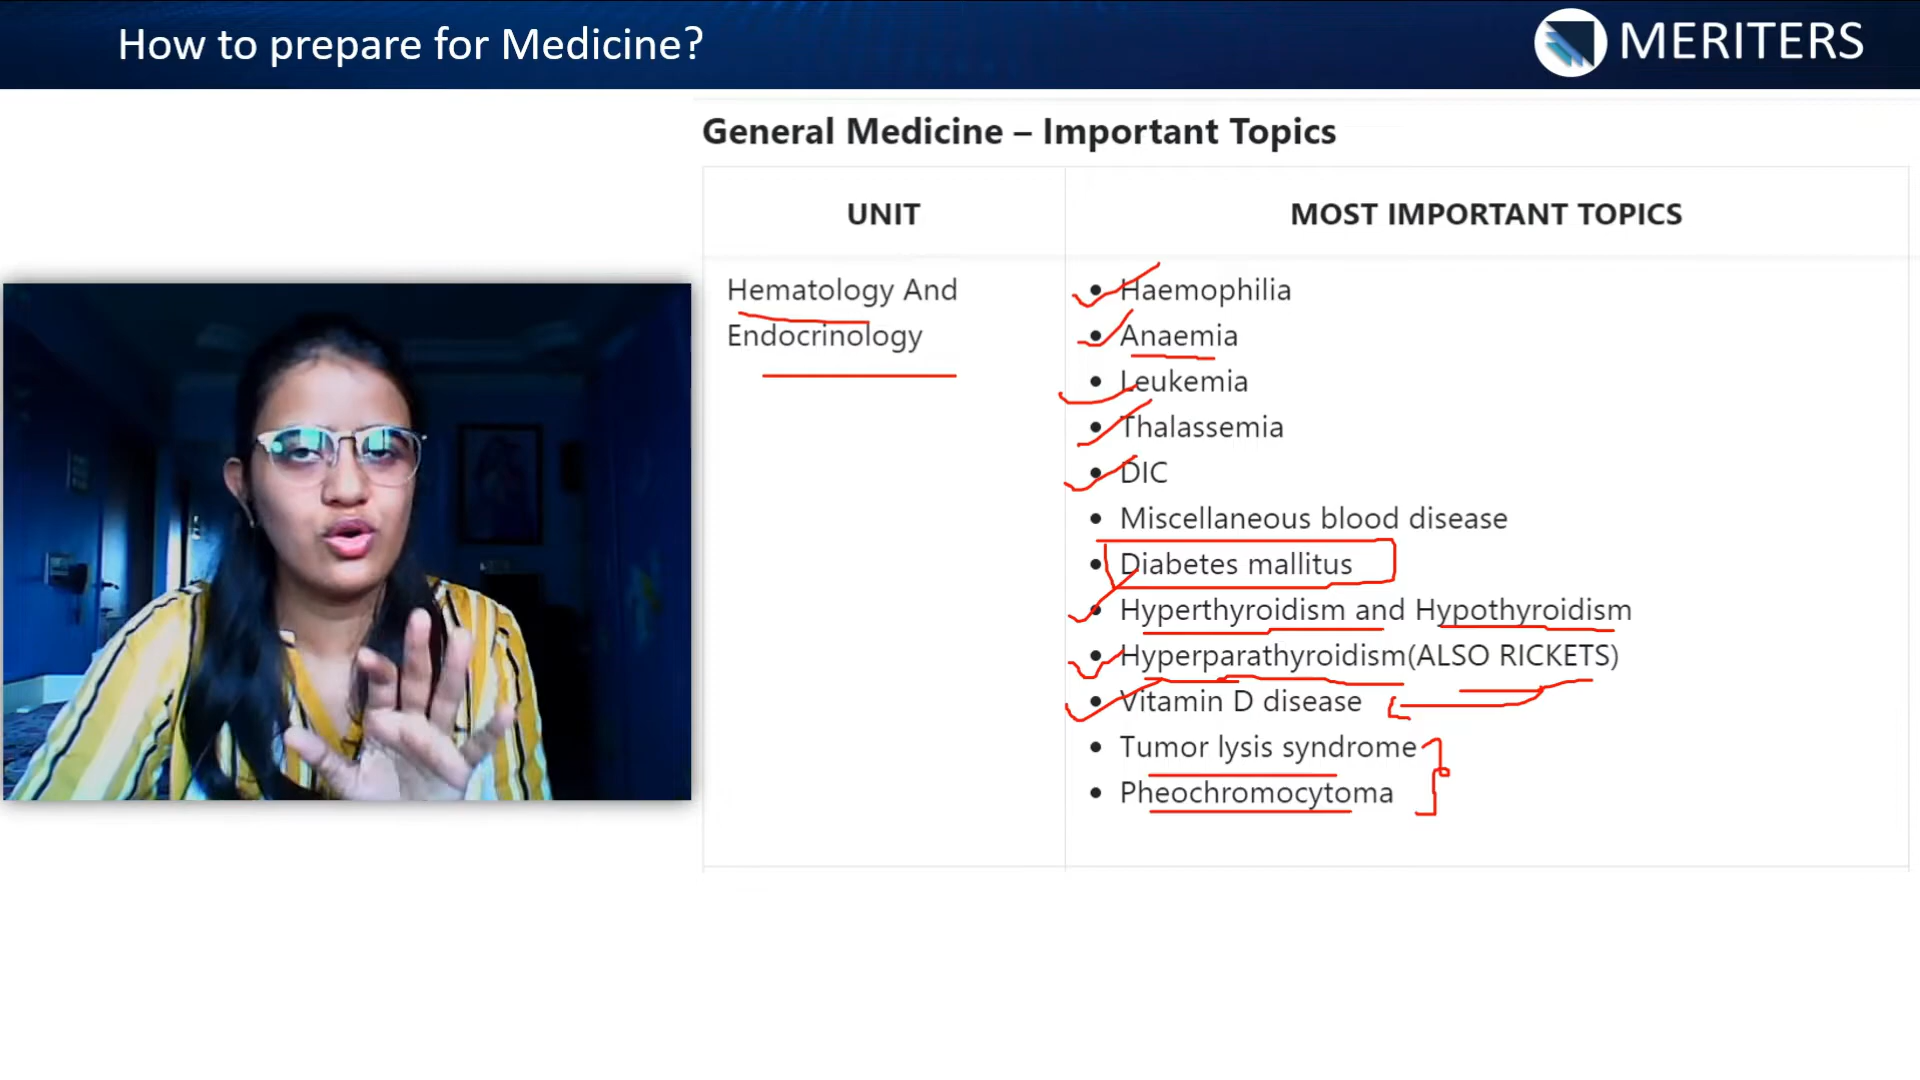 How to prepare for Medicine?
MERITERS
General Medicine – Important Topics
UNIT
MOST IMPORTANT TOPICS
Hematology And
Endocrinology
• Haemophilia
• Anaemia
• Leukemia
• Thalassemia
• DIC
• Miscellaneous blood disease
• Diabetes mallitus
• Hyperthyroidism and Hypothyroidism
• Hyperparathyroidism(ALSO RICKETS)
• Vitamin D disease
• Tumor lysis syndrome
• Pheochromocytoma